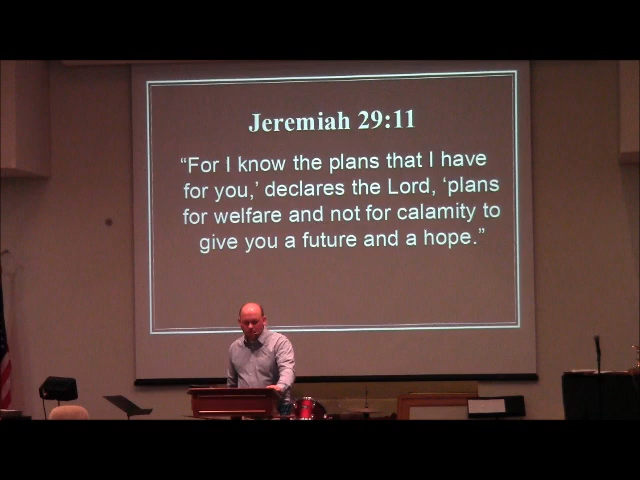 Jeremiah 29:11
“For I know the plans that I have
for you,’ declares the Lord, ‘plans
for welfare and not for calamity to
give you a future and a hope.”